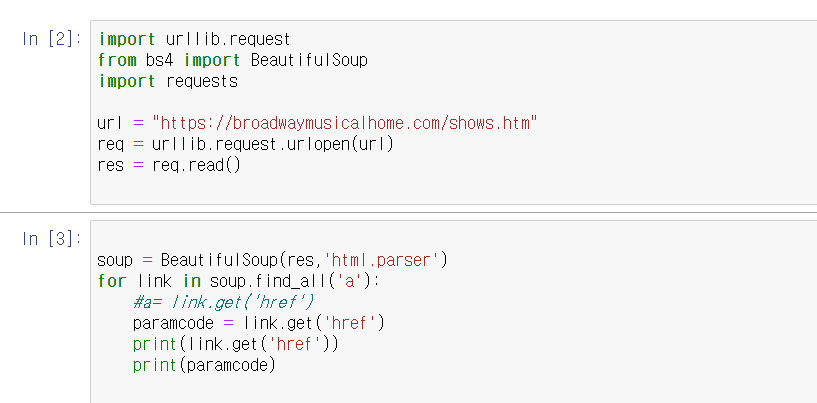 In [2]:
import urllib.request
from bs4 import BeautifulSoup
import requests
url = "https://broadwaymusicalhome.com/shows.htm"
req = urllib.request.urlopen(url)
res = req.read()
In [3]:
soup = BeautifulSoup(res,'html.parser')
for link in soup.find_all('a'):
    #a= link.get('href')
    paramcode = link.get('href')
    print(link.get('href'))
    print(paramcode)